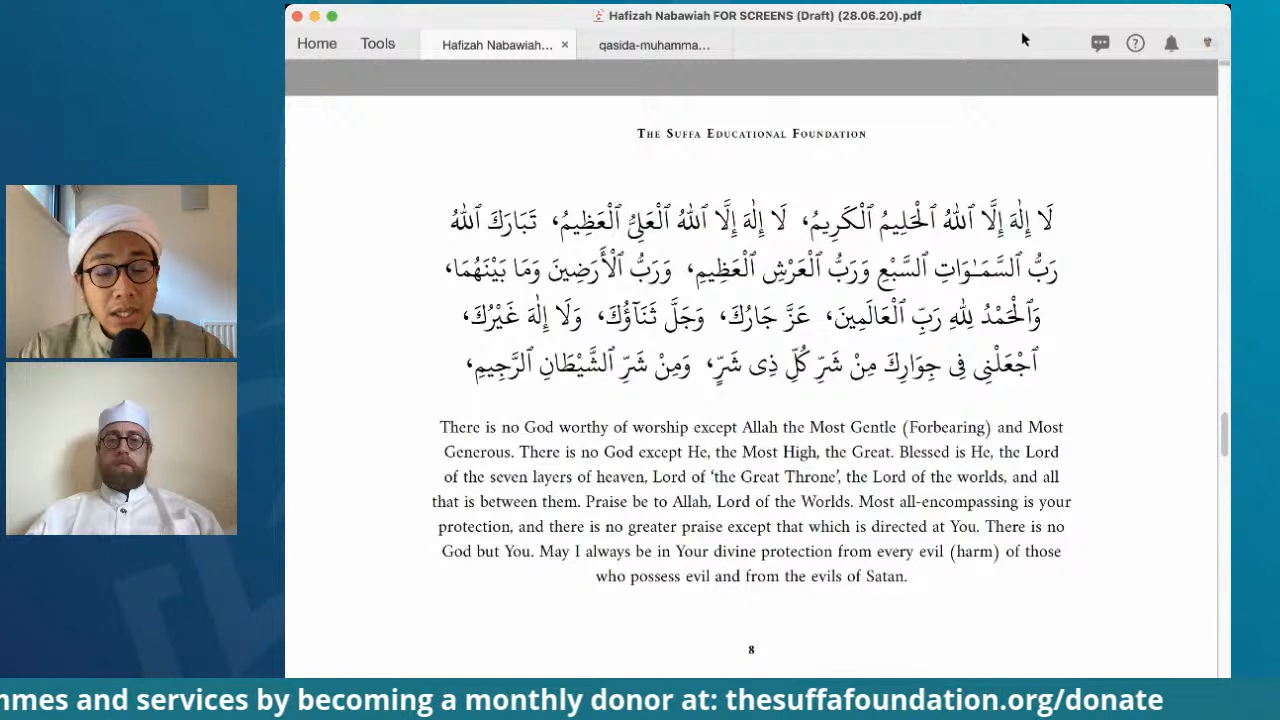 Hafizah Nabawiah FOR SCREENS (Draft) (28.06.20).pdf
Home Tools Hafizah Nabawiah... × qasida-muhamma...
THE SUFFA EDUCATIONAL FOUNDATION
لَا إِلٰهَ إِلَّا ٱللهُ ٱلْحَلِيمُ ٱلْكَرِيمُ، لَا إِلٰهَ إِلَّا ٱللهُ ٱلْعَلِيُّ ٱلْعَظِيمُ، تَبَارَكَ ٱللهُ
رَبُّ ٱلسَّمَـٰوَاتِ ٱلسَّبْعِ وَرَبُّ ٱلْعَرْشِ ٱلْعَظِيمِ، وَرَبُّ ٱلْأَرَضِينَ وَمَا بَيْنَهُمَا،
وَٱلْحَمْدُ لِلهِ رَبِّ ٱلْعَالَمِينَ، عَزَّ جَارُكَ، وَجَلَّ ثَنَآؤُكَ، وَلَا إِلٰهَ غَيْرُكَ،
ٱجْعَلْنِى فِى جِوَارِكَ مِنْ شَرِّ كُلِّ ذِى شَرٍّ، وَمِنْ شَرِّ ٱلشَّيْطَانِ ٱلرَّجِيمِ،
There is no God worthy of worship except Allah the Most Gentle (Forbearing) and Most
Generous. There is no God except He, the Most High, the Great. Blessed is He, the Lord
of the seven layers of heaven, Lord of ‘the Great Throne’, the Lord of the worlds, and all
that is between them. Praise be to Allah, Lord of the Worlds. Most all-encompassing is your
protection, and there is no greater praise except that which is directed at You. There is no
God but You. May I always be in Your divine protection from every evil (harm) of those
who possess evil and from the evils of Satan.
8
mmes and services by becoming a monthly donor at: thesuffafoundation.org/donate